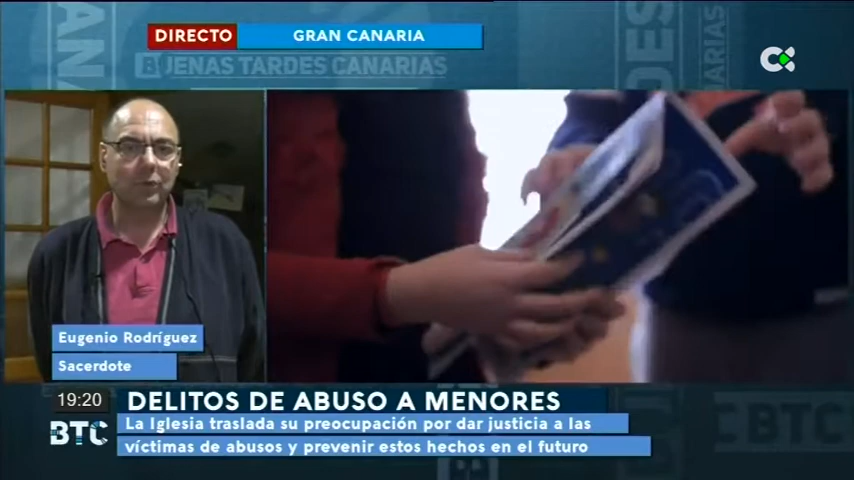 DIRECTO GRAN CANARIA
BUENAS TARDES CANARIAS
Eugenio Rodríguez
Sacerdote
19:20 DELITOS DE ABUSO A MENORES
BTC La Iglesia traslada su preocupación por dar justicia a las
víctimas de abusos y prevenir estos hechos en el futuro
BTC